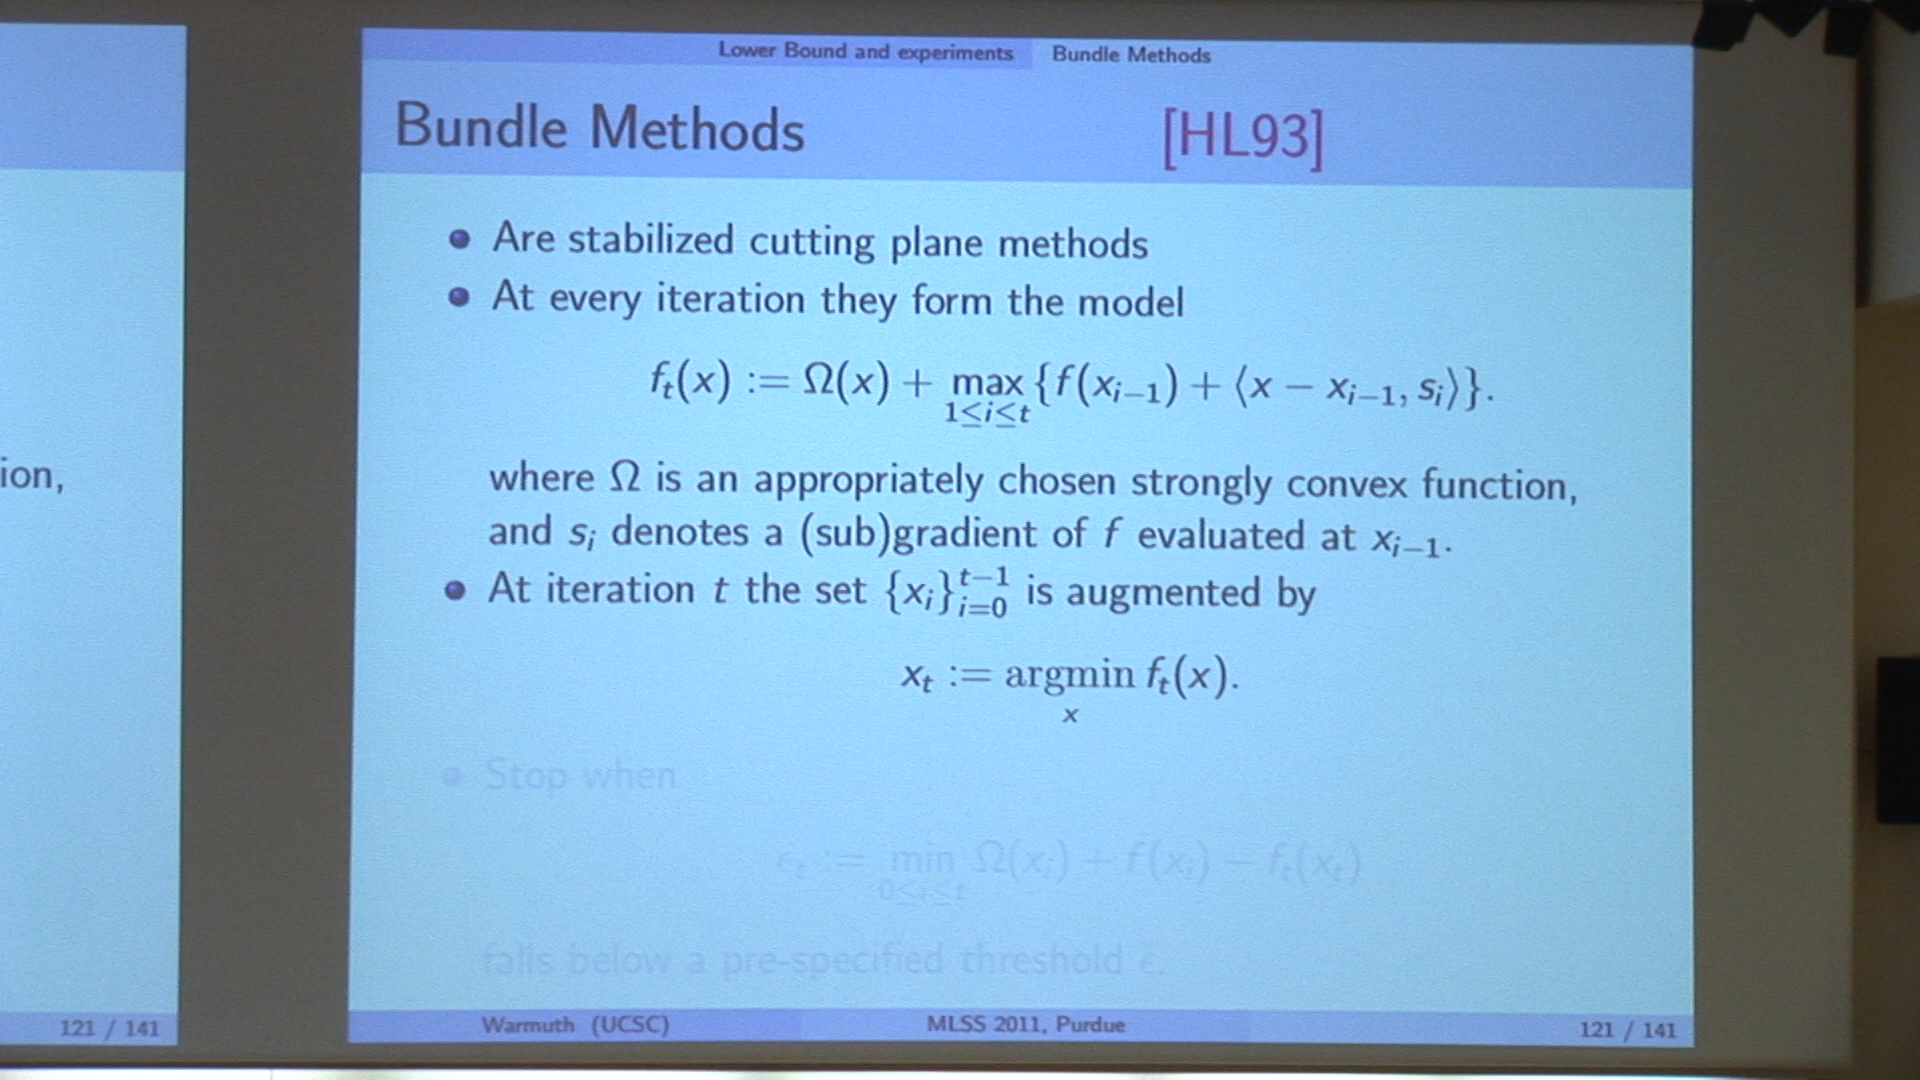 Lower Bound and experiments Bundle Methods
Bundle Methods [HL93]
Are stabilized cutting plane methods
At every iteration they form the model
f_t(x) := Ω(x) + max_{1≤i≤t} {f(x_{i−1}) + ⟨x − x_{i−1}, s_i⟩}.
ion,
where Ω is an appropriately chosen strongly convex function,
and s_i denotes a (sub)gradient of f evaluated at x_{i−1}.
At iteration t the set {x_i}_{i=0}^{t−1} is augmented by
x_t := argmin_x f_t(x).
Stop when
ϵ_t := min_{0≤i≤t} Ω(x_i) + f(x_i) − f_t(x_t)
falls below a pre-specified threshold ϵ.
121 / 141
Warmuth (UCSC) MLSS 2011, Purdue 121 / 141